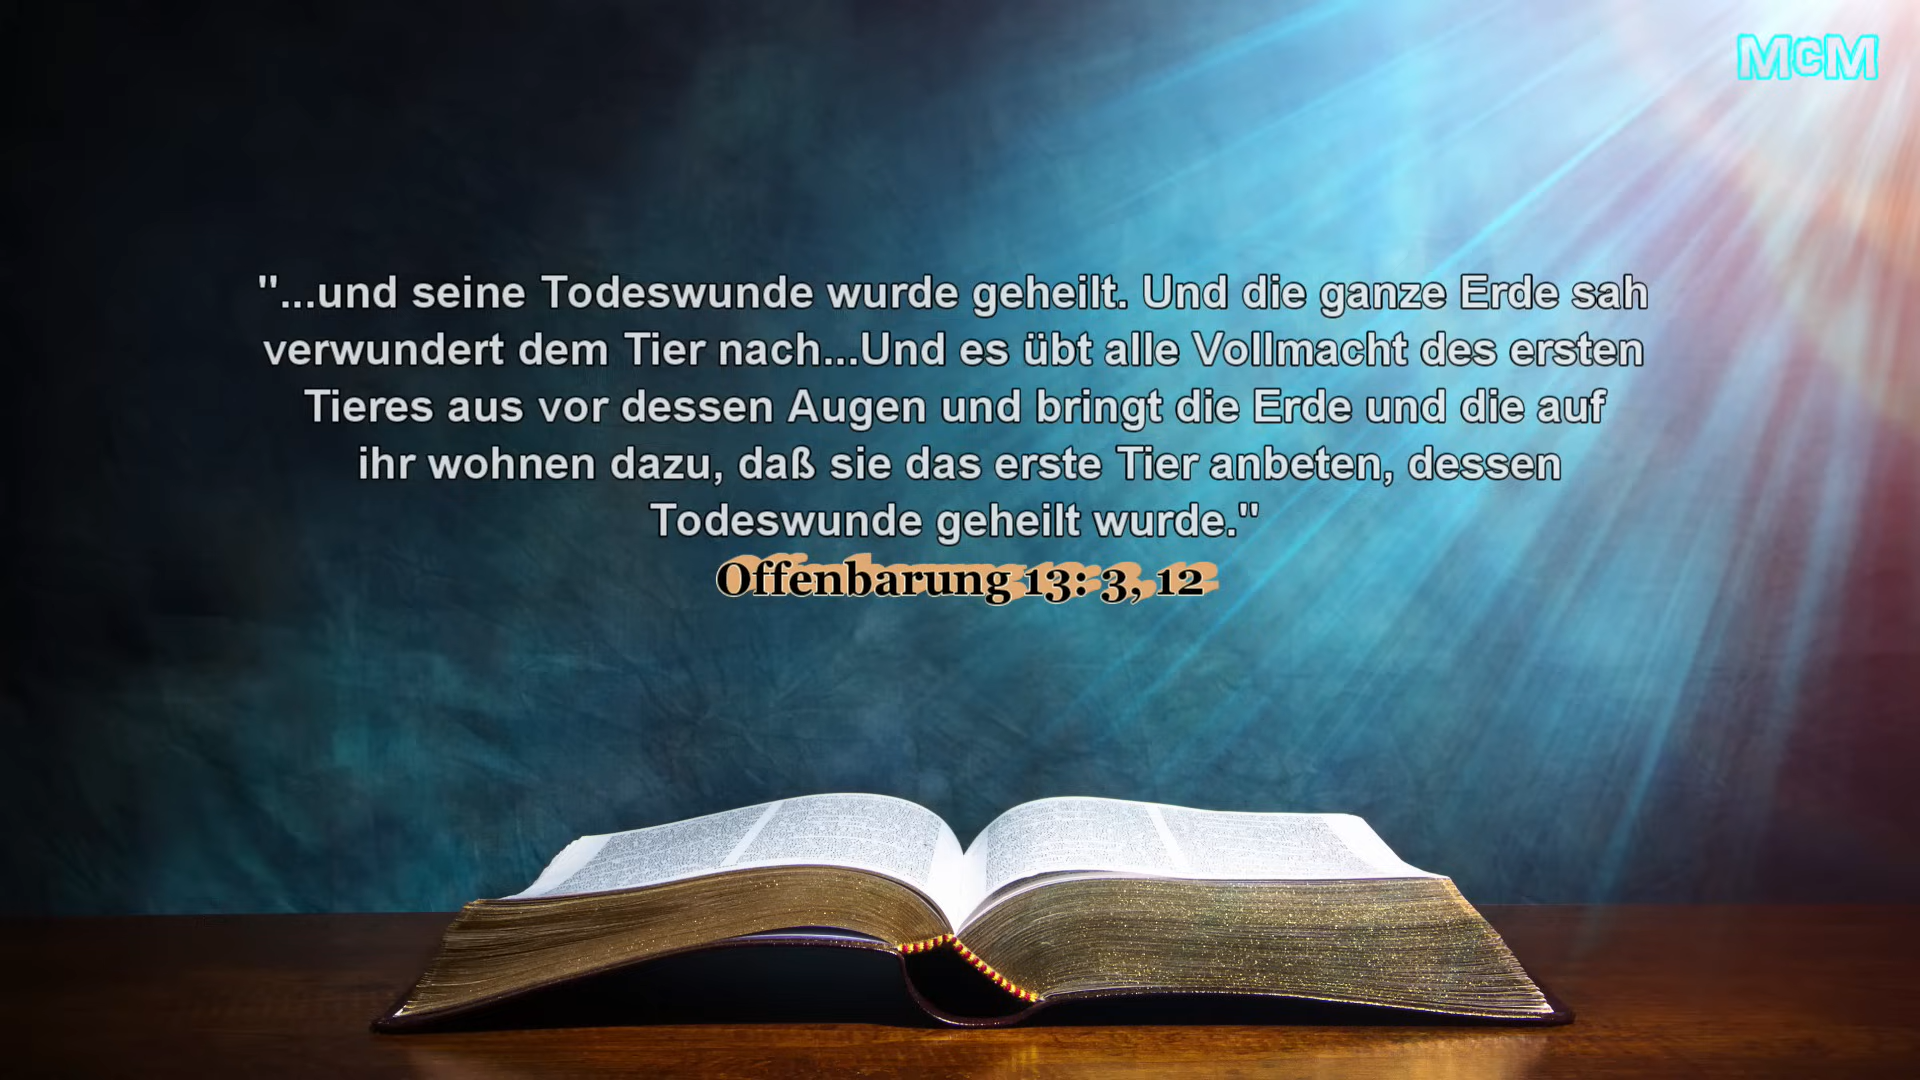 McM
"...und seine Todeswunde wurde geheilt. Und die ganze Erde sah
verwundert dem Tier nach...Und es übt alle Vollmacht des ersten
Tieres aus vor dessen Augen und bringt die Erde und die auf
ihr wohnen dazu, daß sie das erste Tier anbeten, dessen
Todeswunde geheilt wurde."
Offenbarung 13: 3, 12